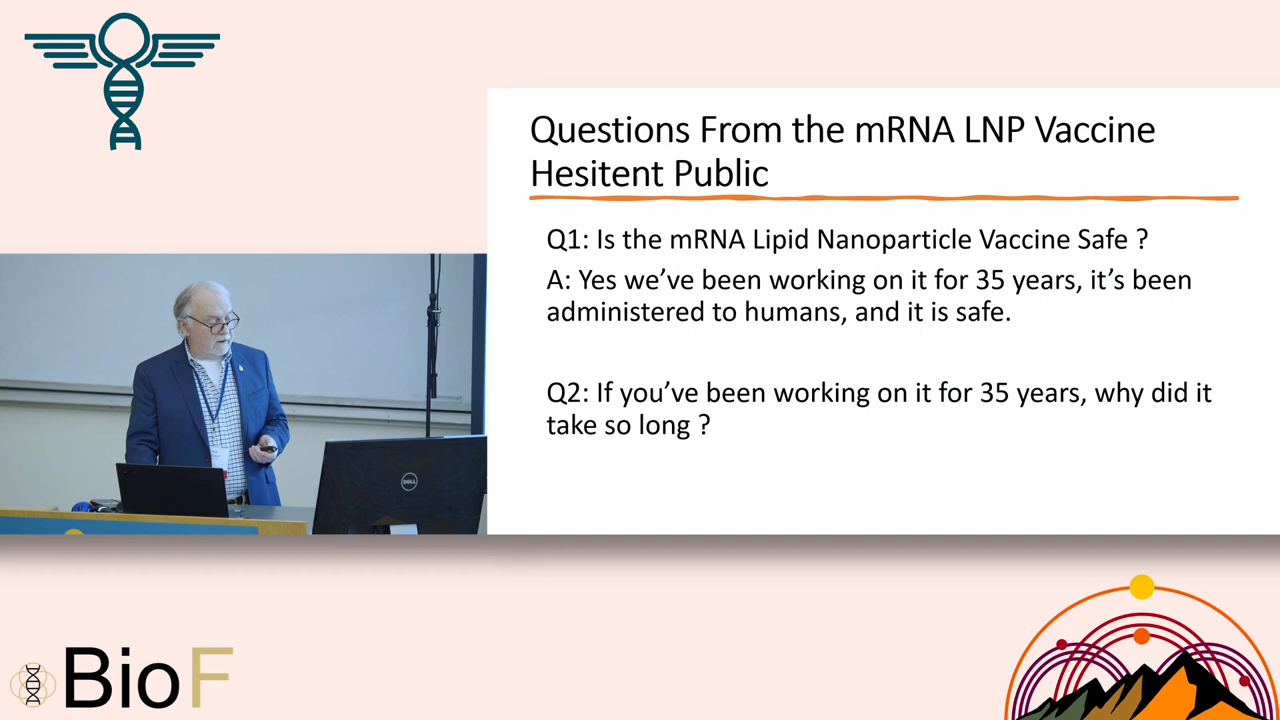 Questions From the mRNA LNP Vaccine
Hesitent Public
Q1: Is the mRNA Lipid Nanoparticle Vaccine Safe ?
A: Yes we've been working on it for 35 years, it's been
administered to humans, and it is safe.
Q2: If you've been working on it for 35 years, why did it
take so long ?
DELL
BioF